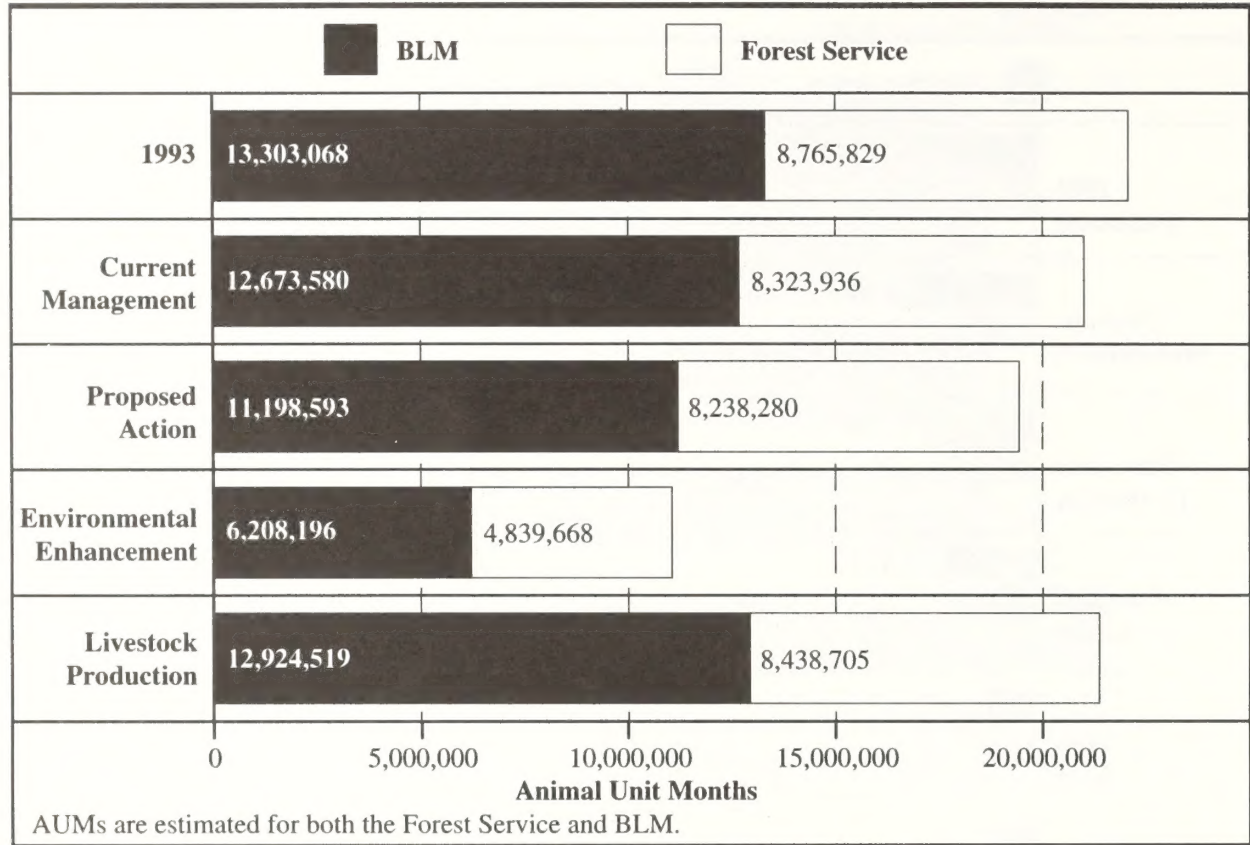 BLM Forest Service
1993 13,303,068 8,765,829
Current
Management 12,673,580 8,323,936
Proposed
Action 11,198,593 8,238,280
Environmental
Enhancement 6,208,196 4,839,668
Livestock
Production 12,924,519 8,438,705
0 5,000,000 10,000,000 15,000,000 20,000,000
Animal Unit Months
AUMs are estimated for both the Forest Service and BLM.